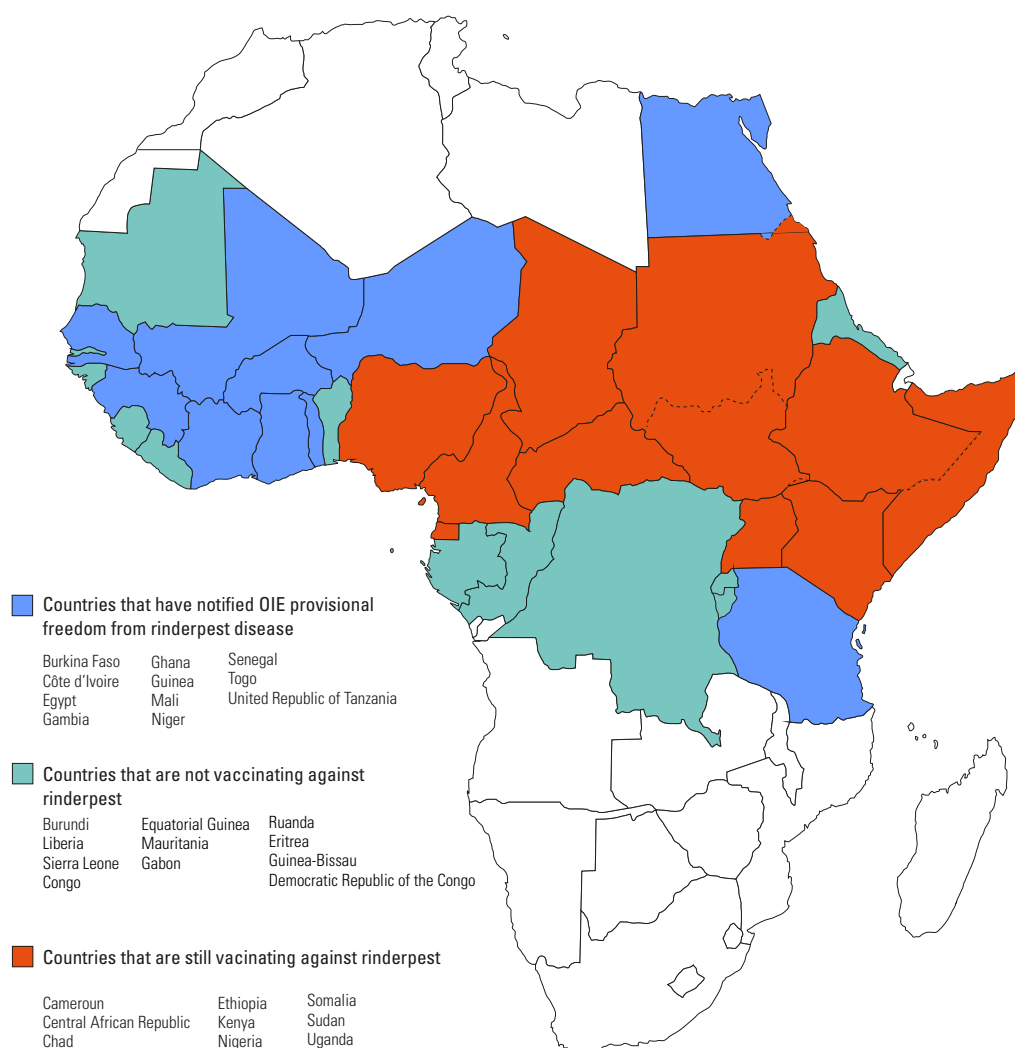 Countries that have notified OIE provisional
freedom from rinderpest disease
Burkina Faso
Côte d'Ivoire
Egypt
Gambia
Ghana
Guinea
Mali
Niger
Senegal
Togo
United Republic of Tanzania
Countries that are not vaccinating against
rinderpest
Burundi
Liberia
Sierra Leone
Congo
Equatorial Guinea
Mauritania
Gabon
Ruanda
Eritrea
Guinea-Bissau
Democratic Republic of the Congo
Countries that are still vacinating against rinderpest
Cameroun
Central African Republic
Chad
Ethiopia
Kenya
Nigeria
Somalia
Sudan
Uganda